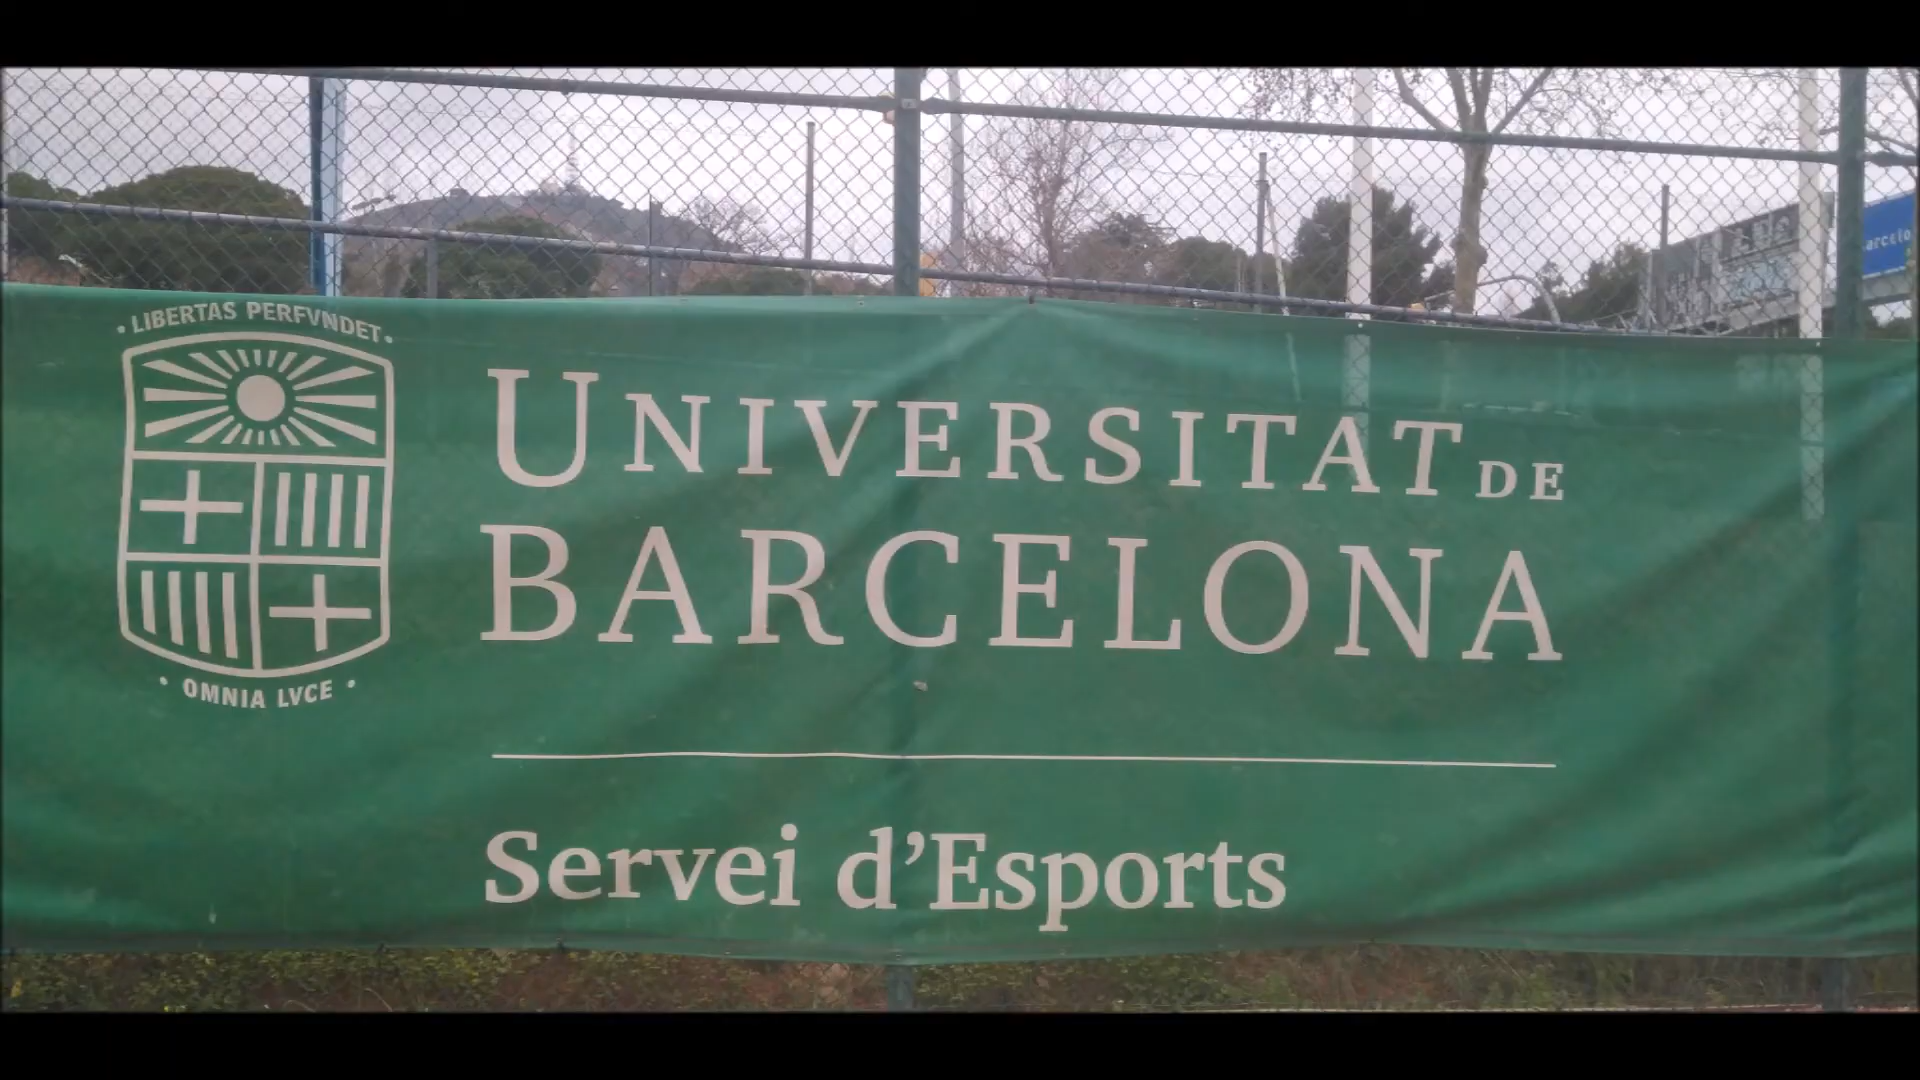 · LIBERTAS PERFVNDET ·
UNIVERSITAT DE
BARCELONA
· OMNIA LVCE ·
Servei d'Esports